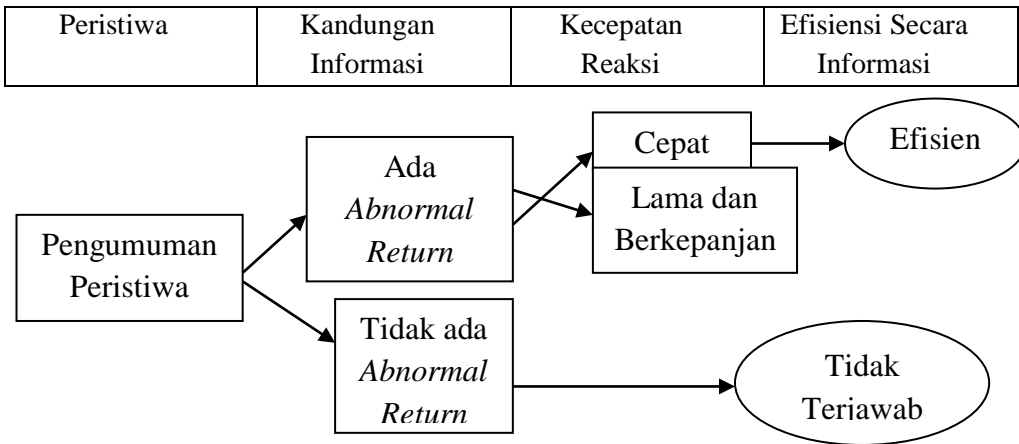 Peristiwa
Kandungan
Informasi
Kecepatan
Reaksi
Efisiensi Secara
Informasi
Pengumuman
Peristiwa
Ada
Abnormal
Return
Tidak ada
Abnormal
Return
Cepat
Lama dan
Berkepanjan
Efisien
Tidak
Terjawab